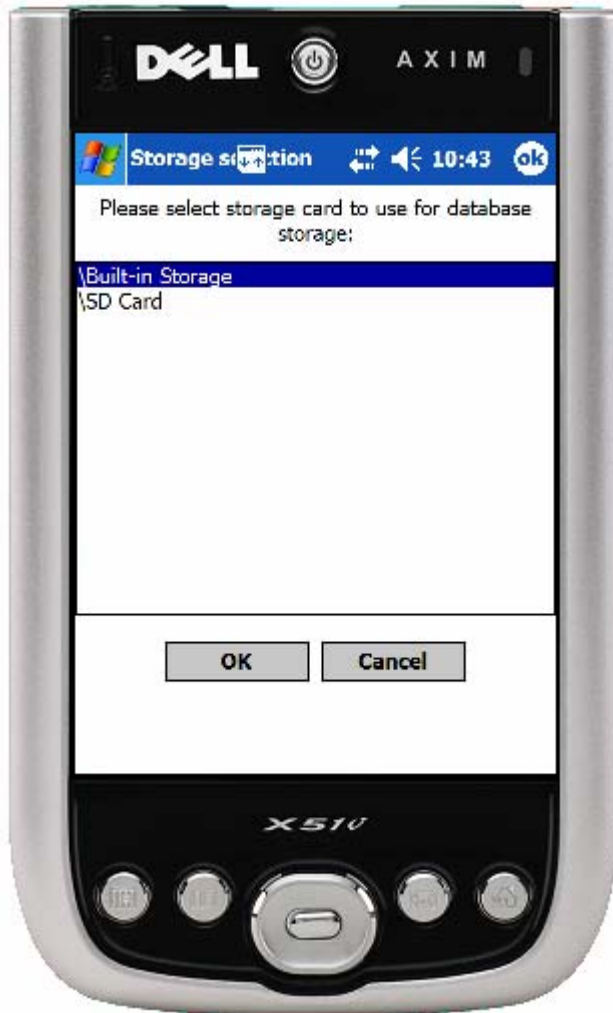 DELL AXIM
Storage s
tion 10:43 ok
Please select storage card to use for database
storage:
\Built-in Storage
\SD Card
OK Cancel
X51v